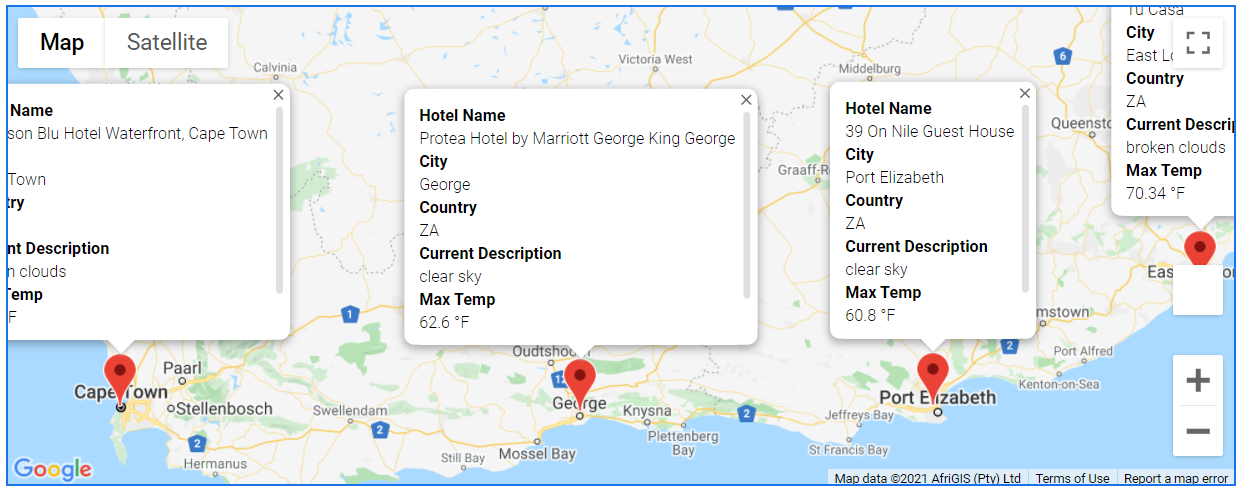 Map
Satellite
Calvinia
Victoria West
Middelburg
6
Queenstow
Graaff-R
Name
son Blu Hotel Waterfront, Cape Town
Town
try
nt Description
n clouds
Temp
F
Hotel Name
Protea Hotel by Marriott George King George
City
George
Country
ZA
Current Description
clear sky
Max Temp
62.6 °F
Hotel Name
39 On Nile Guest House
City
Port Elizabeth
Country
ZA
Current Description
clear sky
Max Temp
60.8 °F
Tu Casa
City
East Lo
Country
ZA
Current Descrip
broken clouds
Max Temp
70.34 °F
1
Paarl
Cape Town
Stellenbosch
Swellendam
2
2
Hermanus
Oudtshoorn
12
George
Knysna
Plettenberg
Bay
Mossel Bay
Still Bay
2
Port Elizabeth
Jeffreys Bay
St Francis Bay
2
Port Alfred
Kenton-on-Sea
mstown
Eas
on
Google
Map data ©2021 AfriGIS (Pty) Ltd
Terms of Use
Report a map error